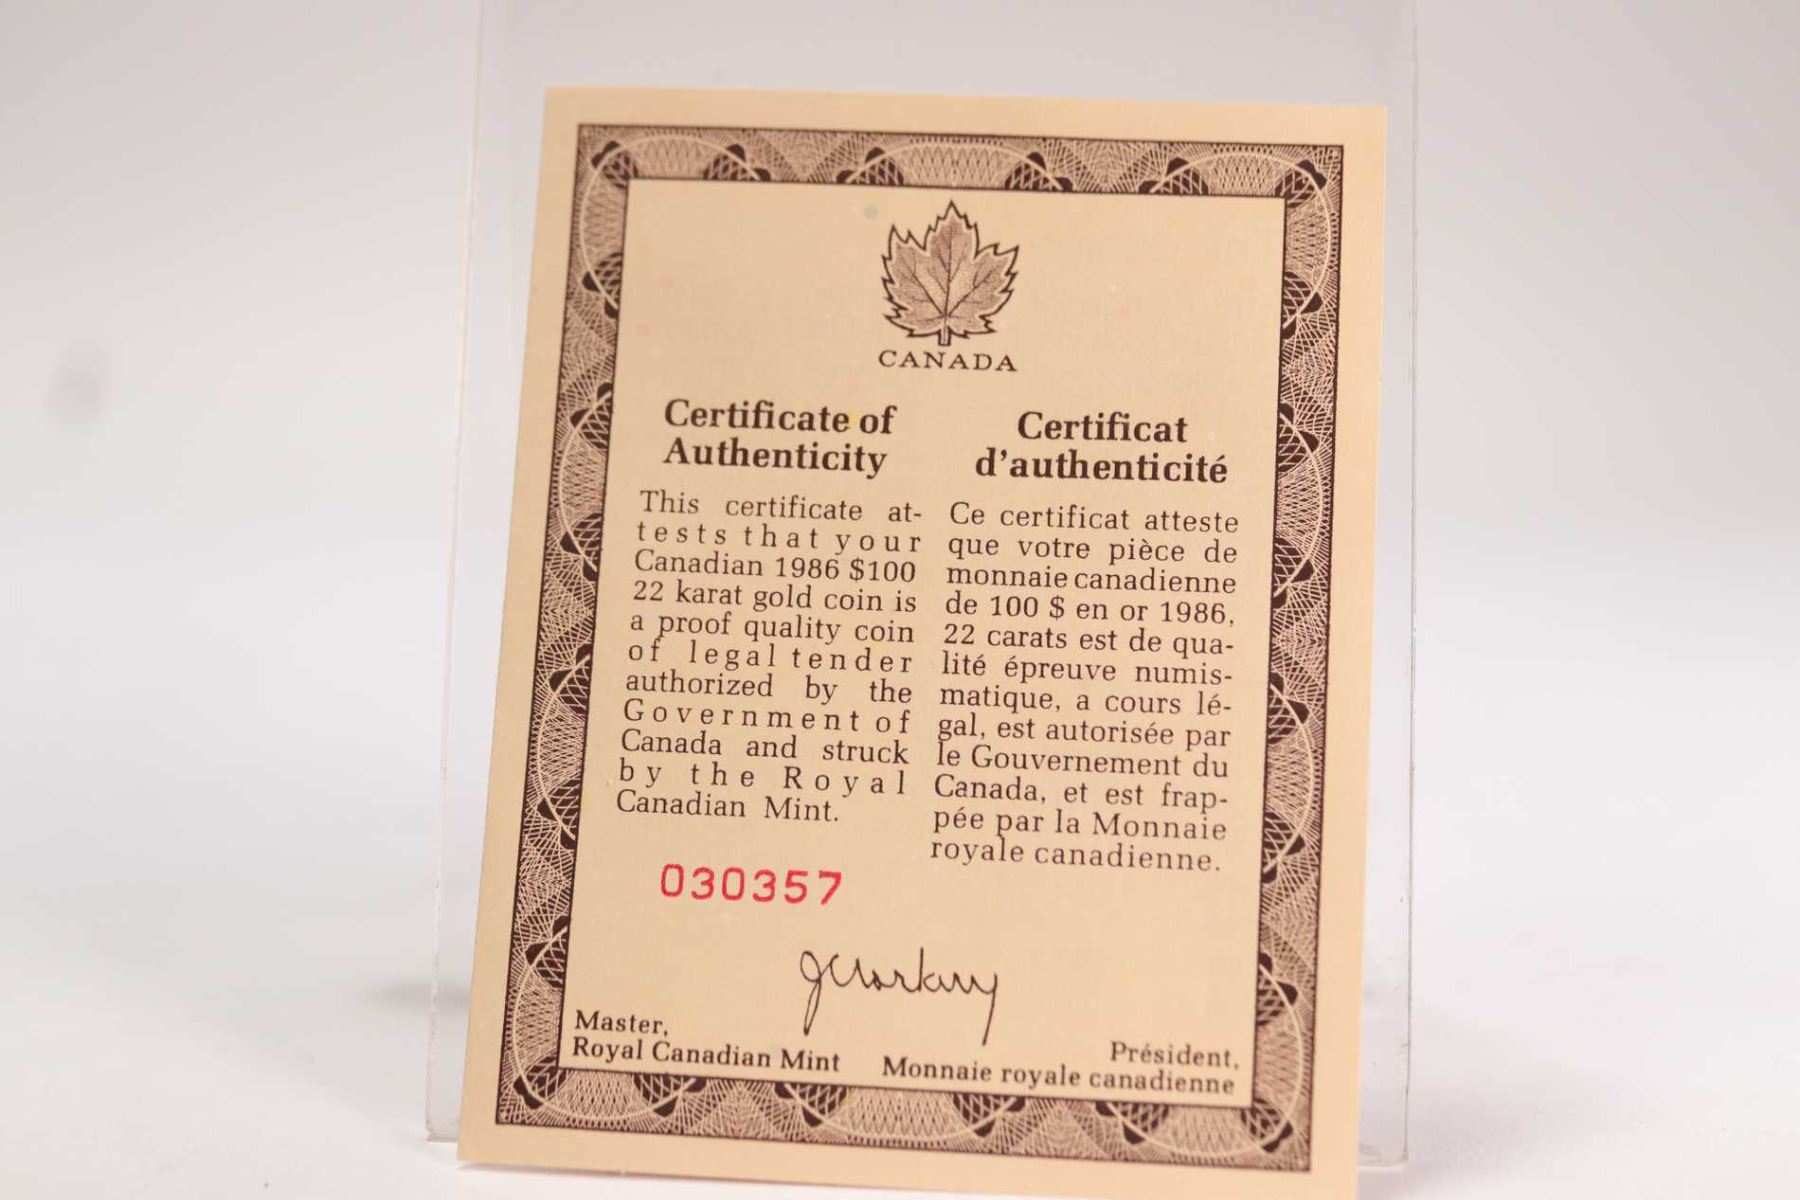 CANADA
Certificate of
Authenticity
This certificate at-
tests that your
Canadian 1986 $100
22 karat gold coin is
a proof quality coin
of legal tender
authorized by the
Government of
Canada and struck
by the Royal
Canadian Mint.
Certificat
d'authenticité
Ce certificat atteste
que votre pièce de
monnaie canadienne
de 100 $ en or 1986,
22 carats est de qua-
lité épreuve numis-
matique, a cours lé-
gal, est autorisée par
le Gouvernement du
Canada, et est frap-
pée par la Monnaie
royale canadienne.
030357
Master,
Royal Canadian Mint
Président,
Monnaie royale canadienne